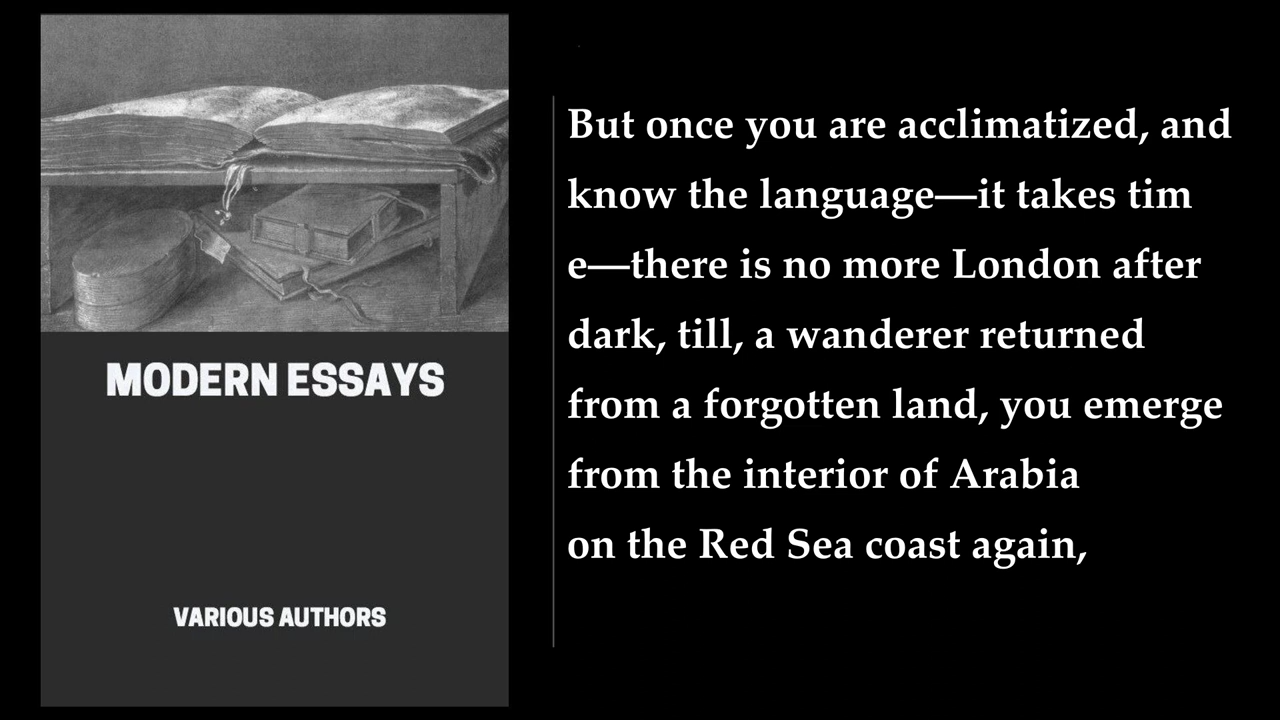 MODERN ESSAYS
VARIOUS AUTHORS
But once you are acclimatized, and
know the language—it takes tim
e—there is no more London after
dark, till, a wanderer returned
from a forgotten land, you emerge
from the interior of Arabia
on the Red Sea coast again,